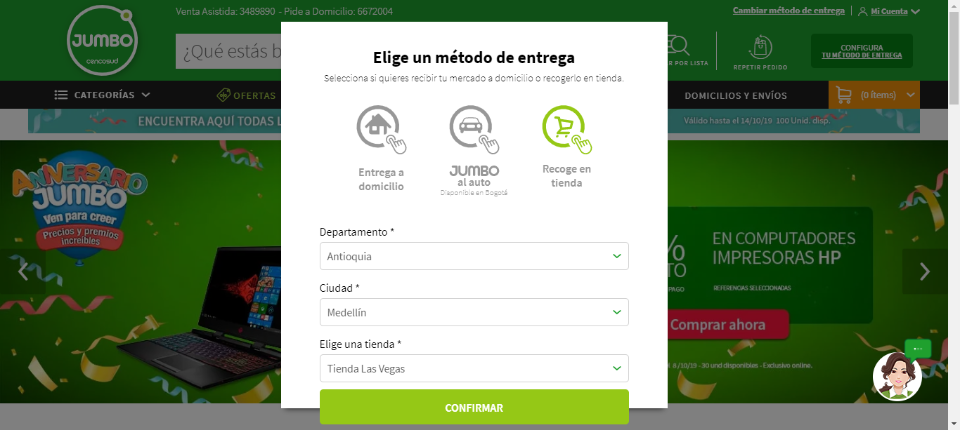 Venta Asistida: 3489890 - Pide a Domicilio: 6672004
Cambiar método de entrega
Mi Cuenta
JUMBO
cencosud
¿Qué estás b
R POR LISTA
REPETIR PEDIDO
CONFIGURA
TU MÉTODO DE ENTREGA
CATEGORÍAS
OFERTAS
DOMICILIOS Y ENVÍOS
(0 ítems)
ENCUENTRA AQUÍ TODAS L
Válido hasta el 14/10/19 100 Unid. disp.
Elige un método de entrega
Selecciona si quieres recibir tu mercado a domicilio o recogerlo en tienda.
Entrega a
domicilio
JUMBO
al auto
Disponible en Bogotá
Recoge en
tienda
Departamento *
Antioquia
Ciudad *
Medellín
Elige una tienda *
Tienda Las Vegas
CONFIRMAR
ANIVERSARIO
JUMBO
Ven para creer
Precios y premios
increíbles
%
TO
PAGO
EN COMPUTADORES
IMPRESORAS HP
REFERENCIAS SELECCIONADAS
Comprar ahora
8/10/19 - 30 unid disponibles - Exclusivo online.